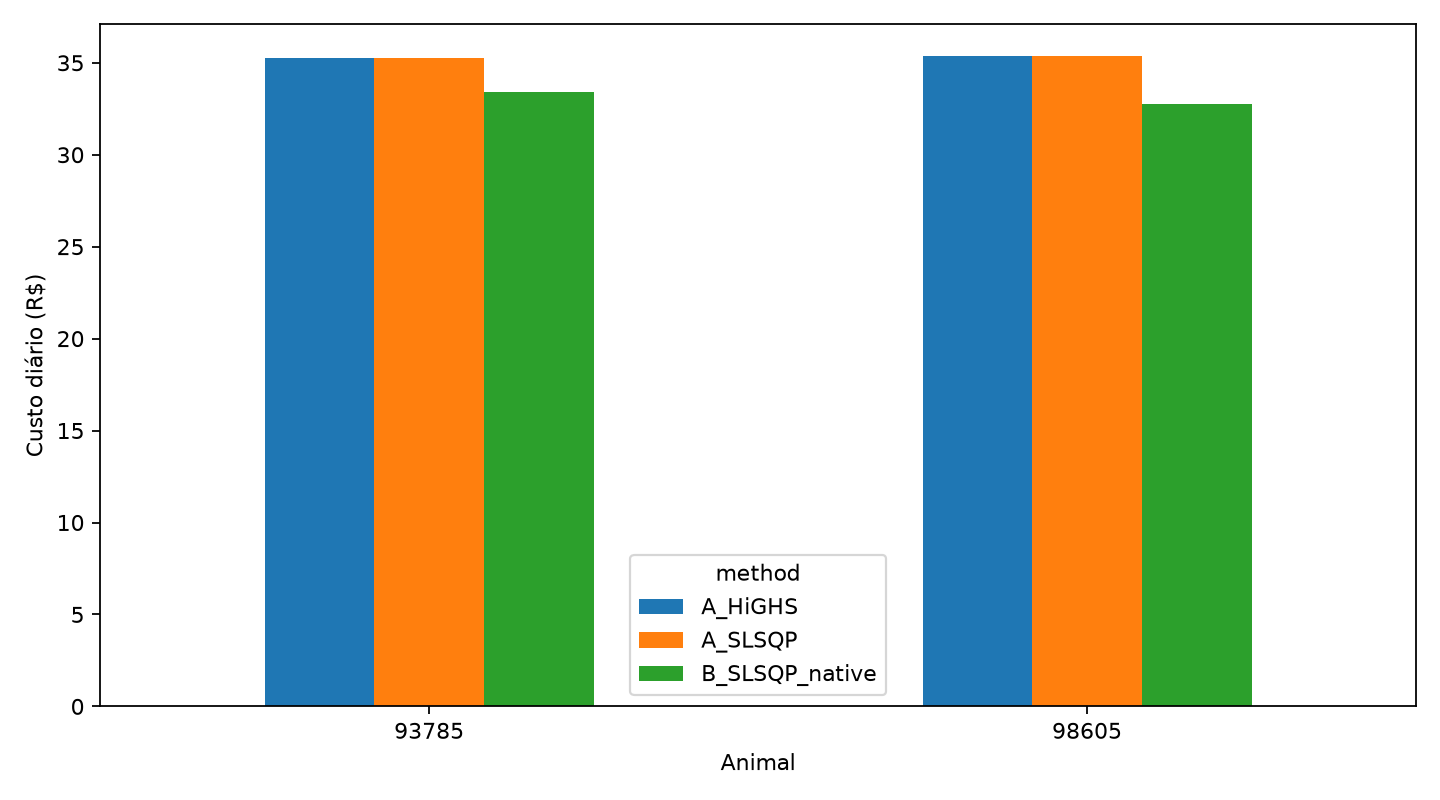 Custo diário (R$)
35
30
25
20
15
10
5
0
93785
98605
Animal
method
A_HiGHS
A_SLSQP
B_SLSQP_native